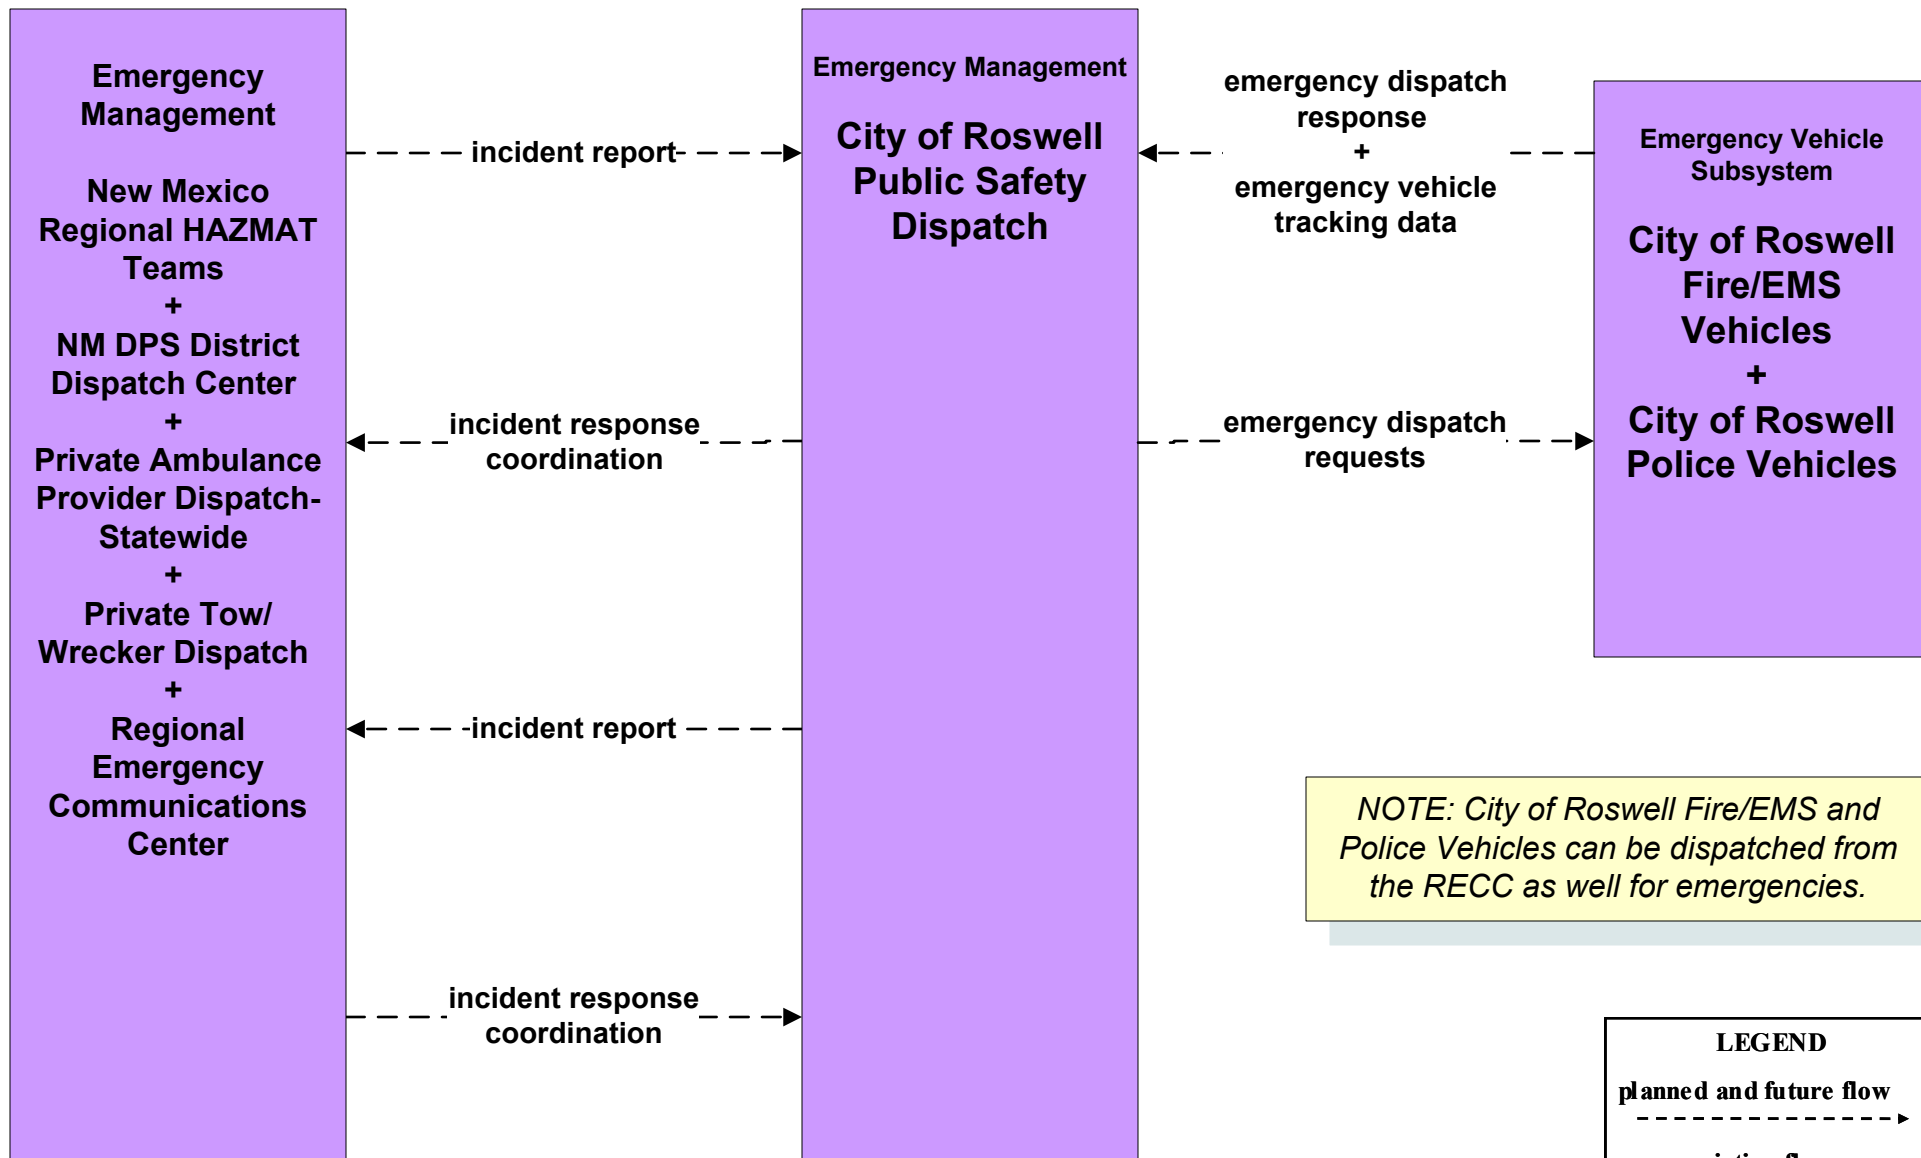 Emergency
Management
New Mexico
Regional HAZMAT
Teams
+
NM DPS District
Dispatch Center
+
Private Ambulance
Provider Dispatch-
Statewide
+
Private Tow/
Wrecker Dispatch
+
Regional
Emergency
Communications
Center
incident report
incident response
coordination
incident report
incident response
coordination
Emergency Management
City of Roswell
Public Safety
Dispatch
emergency dispatch
response
+
emergency vehicle
tracking data
emergency dispatch
requests
Emergency Vehicle
Subsystem
City of Roswell
Fire/EMS
Vehicles
+
City of Roswell
Police Vehicles
NOTE: City of Roswell Fire/EMS and
Police Vehicles can be dispatched from
the RECC as well for emergencies.
LEGEND
planned and future flow